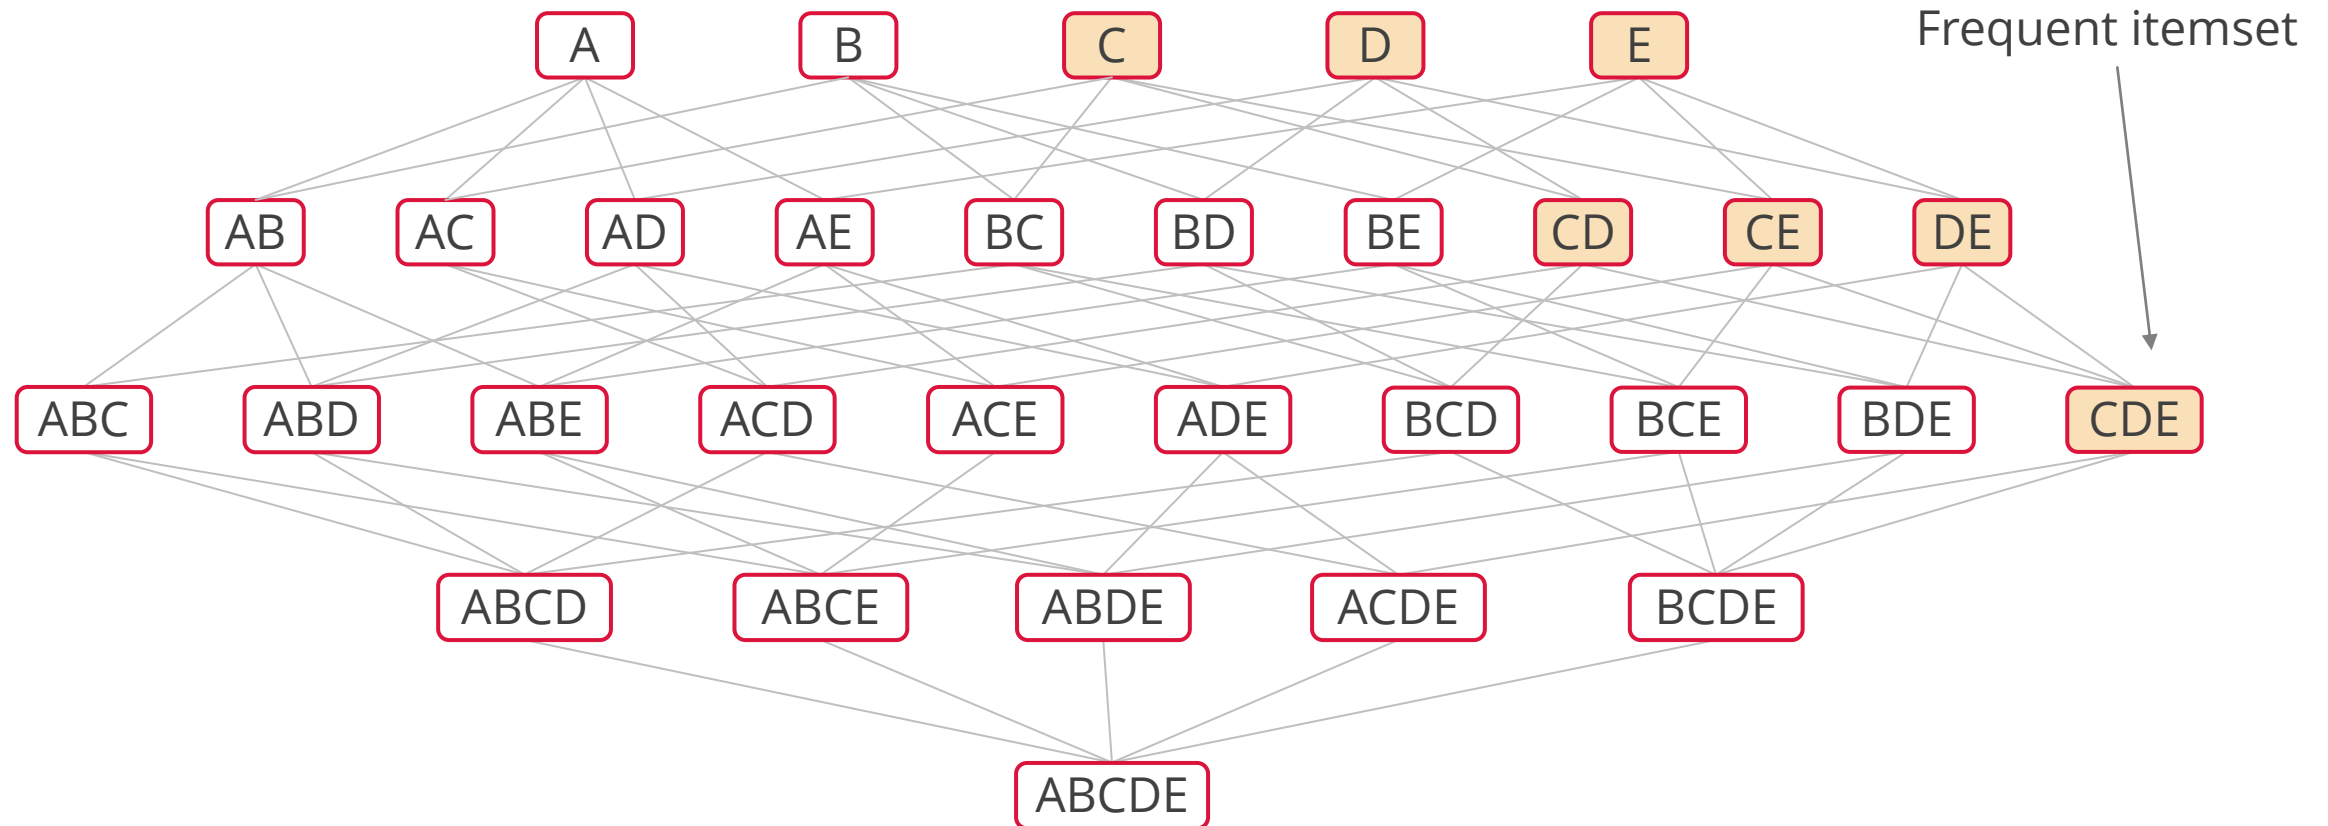 A B C D E Frequent itemset
AB AC AD AE BC BD BE CD CE DE
ABC ABD ABE ACD ACE ADE BCD BCE BDE CDE
ABCD ABCE ABDE ACDE BCDE
ABCDE